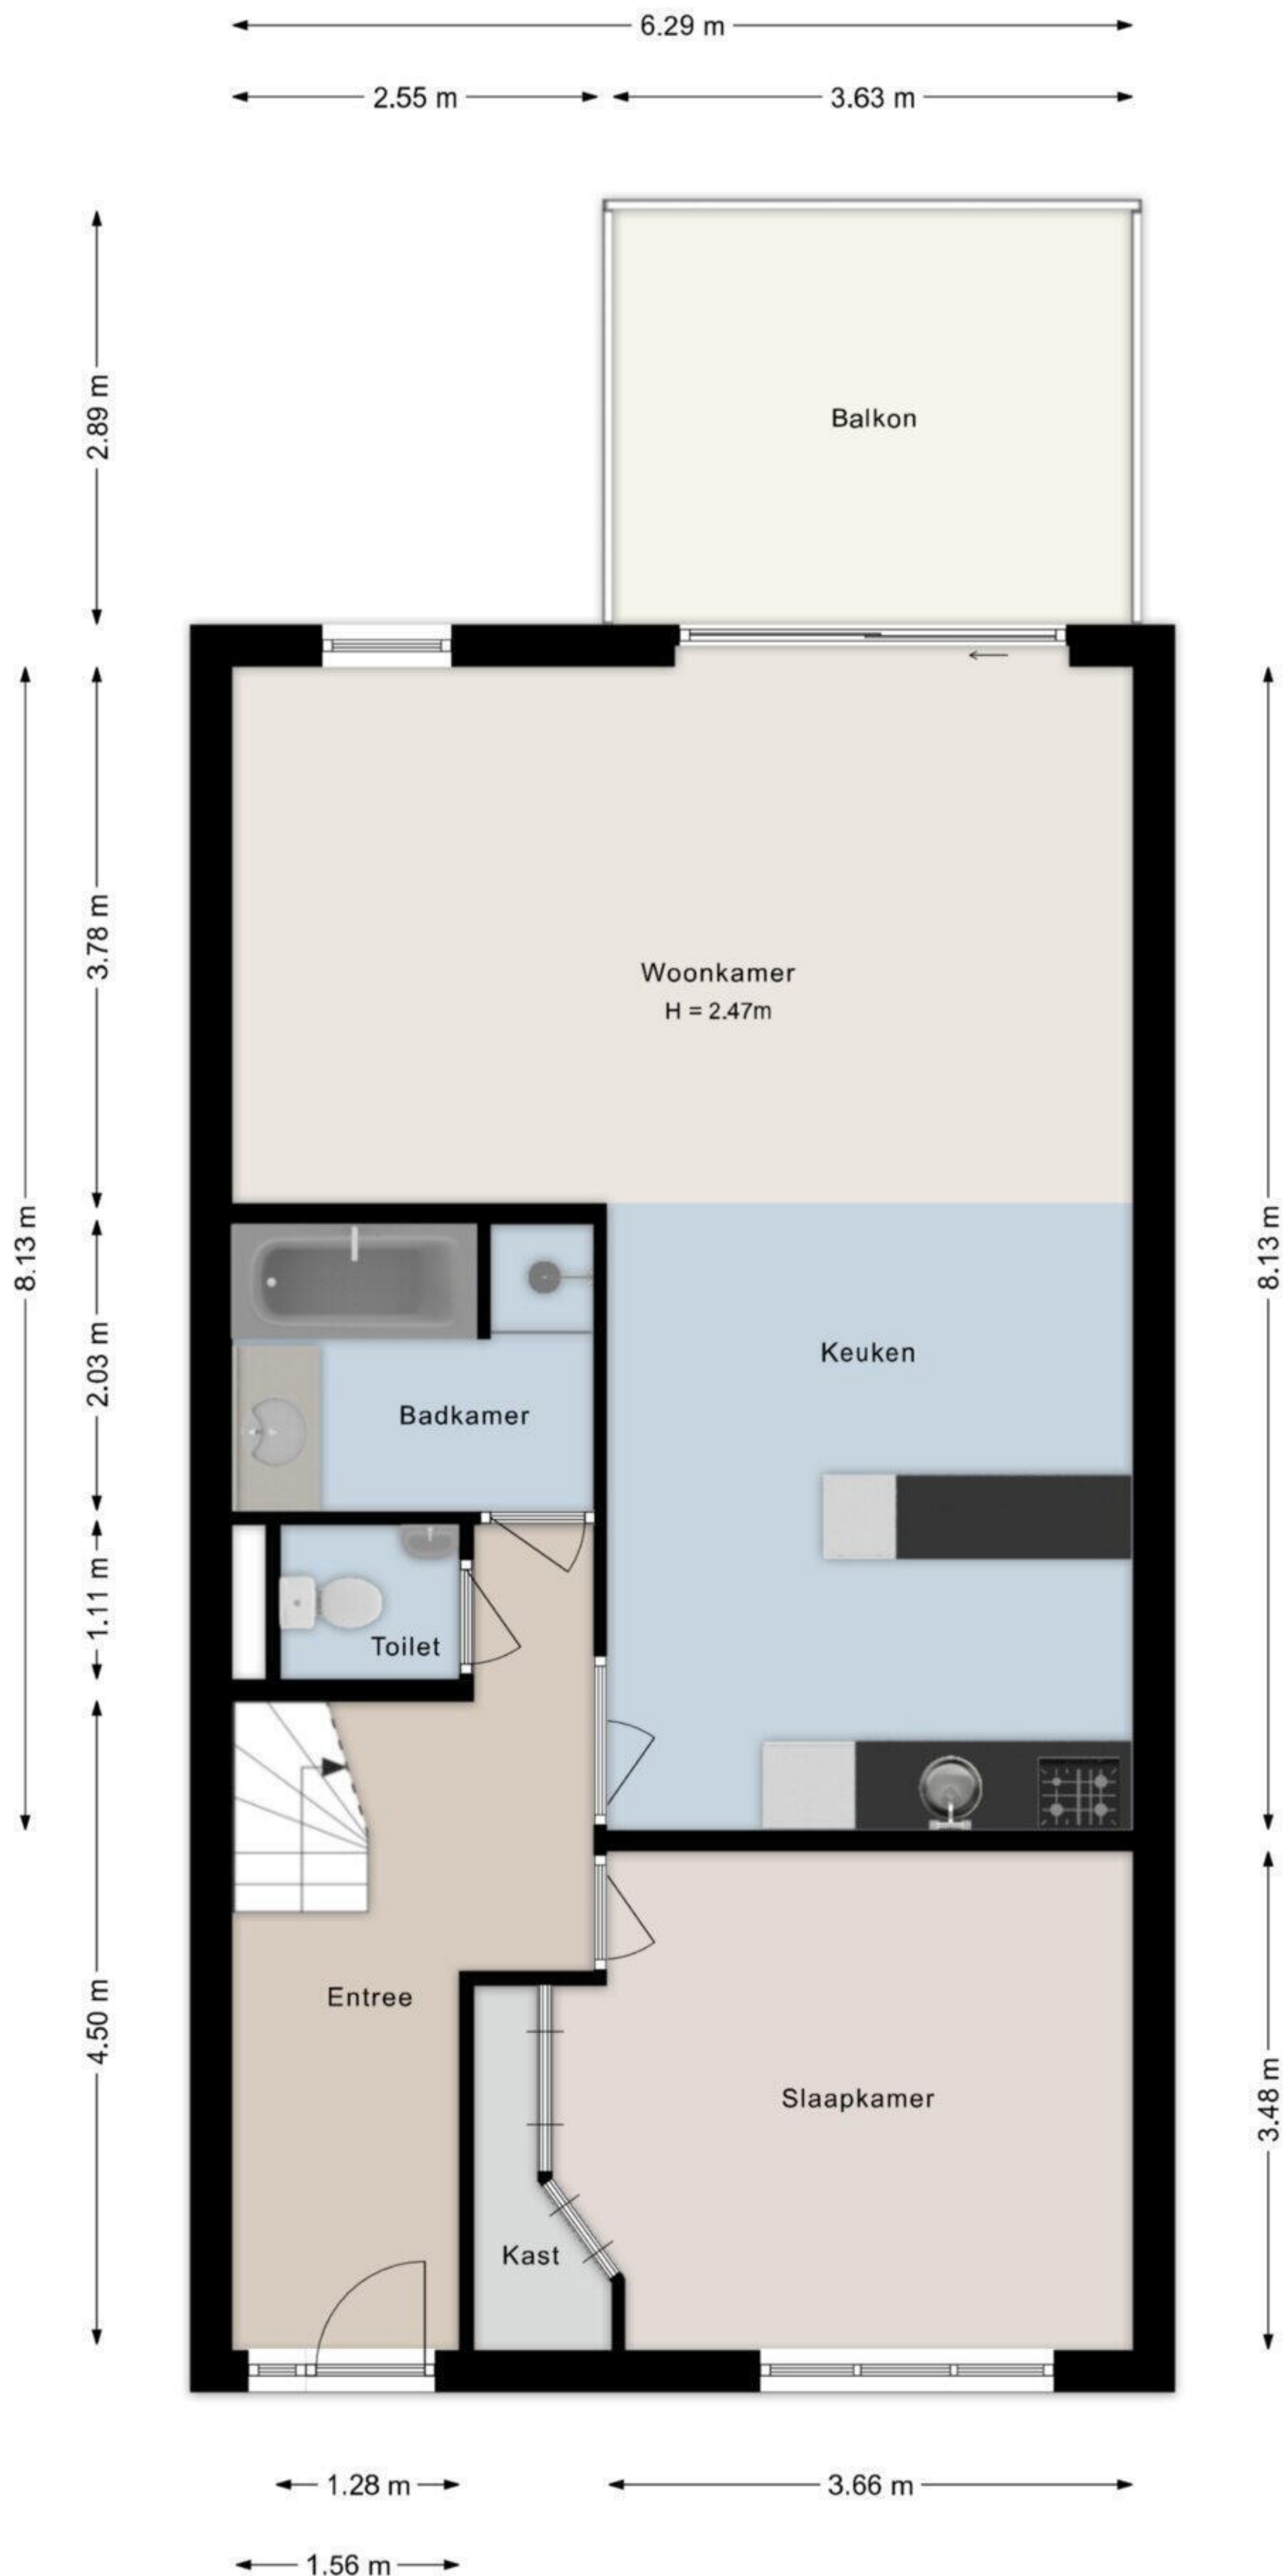 6.29 m
2.55 m
3.63 m
2.89 m
Balkon
3.78 m
Woonkamer
H = 2.47m
8.13 m
8.13 m
2.03 m
Keuken
Badkamer
1.11 m
Toilet
4.50 m
Entree
3.48 m
Slaapkamer
Kast
1.28 m
3.66 m
1.56 m